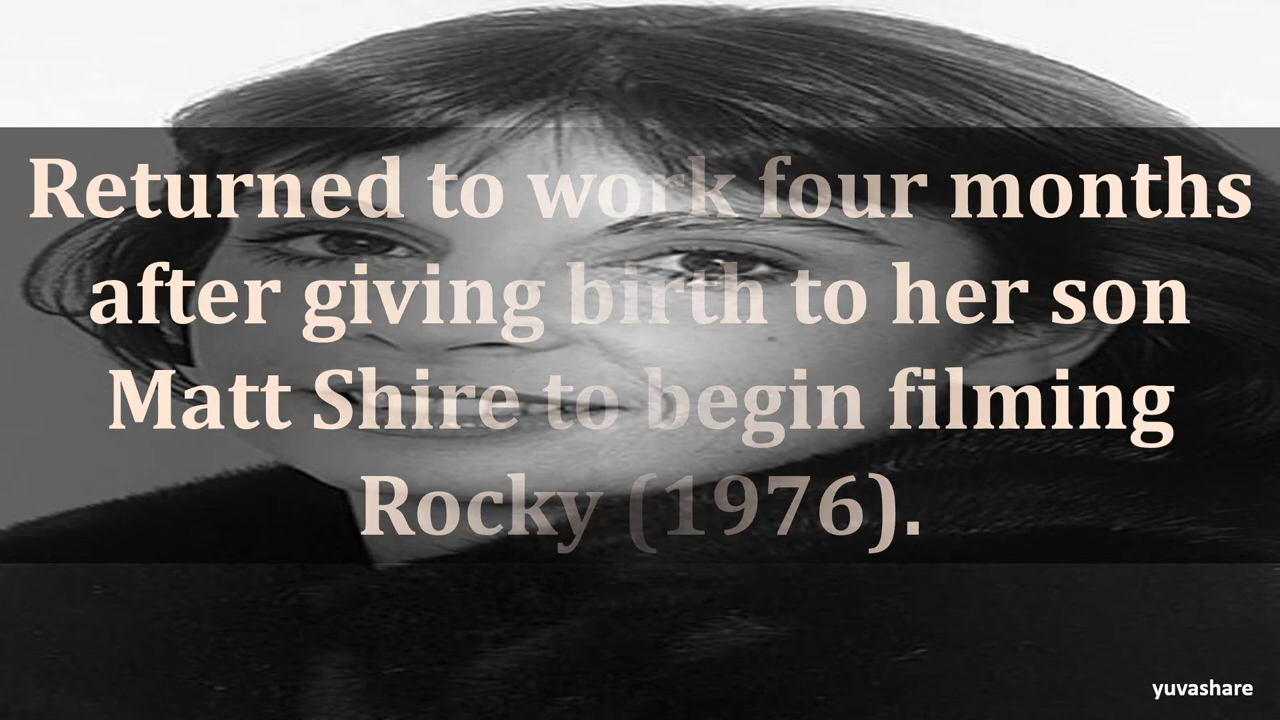 Returned to work four months
after giving birth to her son
Matt Shire to begin filming
Rocky (1976).
yuvashare